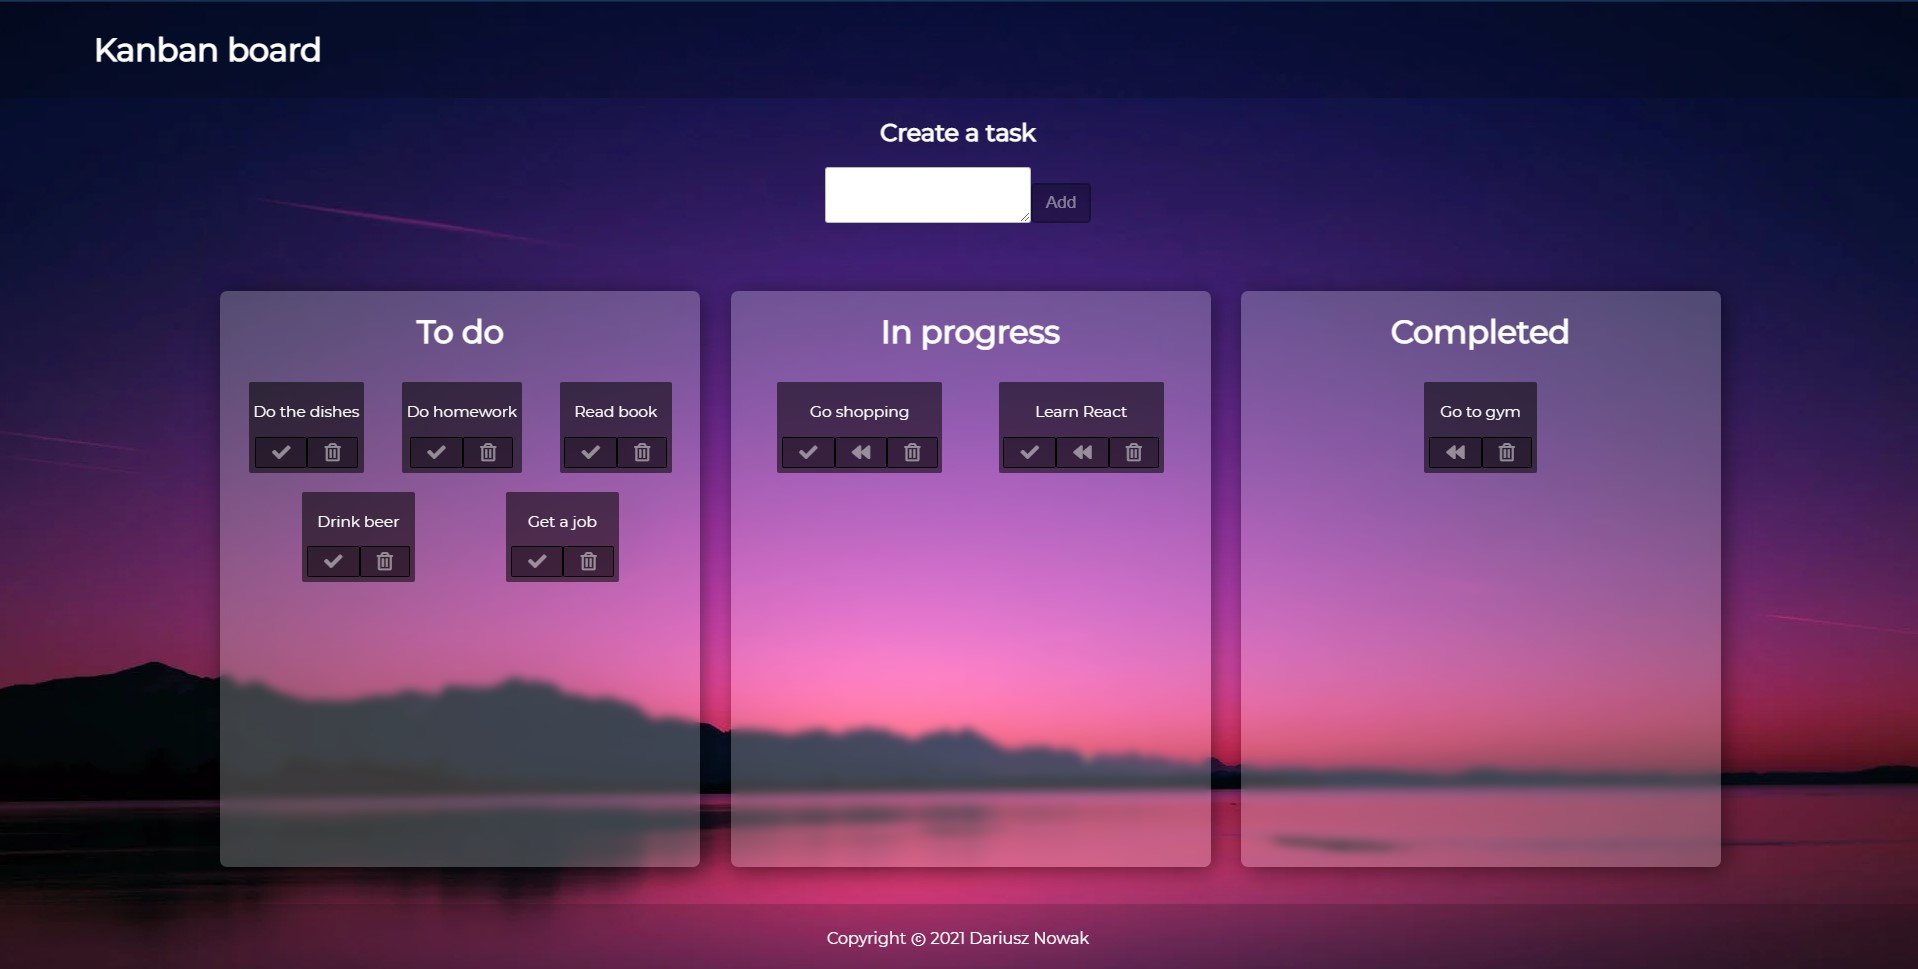 Kanban board
Create a task
Add
To do
Do the dishes
Do homework
Read book
Drink beer
Get a job
In progress
Go shopping
Learn React
Completed
Go to gym
Copyright © 2021 Dariusz Nowak